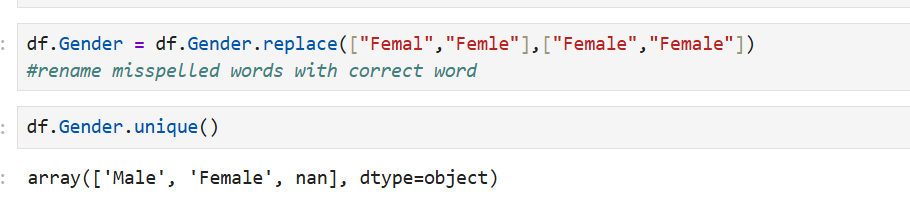 : df.Gender = df.Gender.replace(["Femal","Femle"],["Female","Female"])
#rename misspelled words with correct word
: df.Gender.unique()
: array(['Male', 'Female', nan], dtype=object)